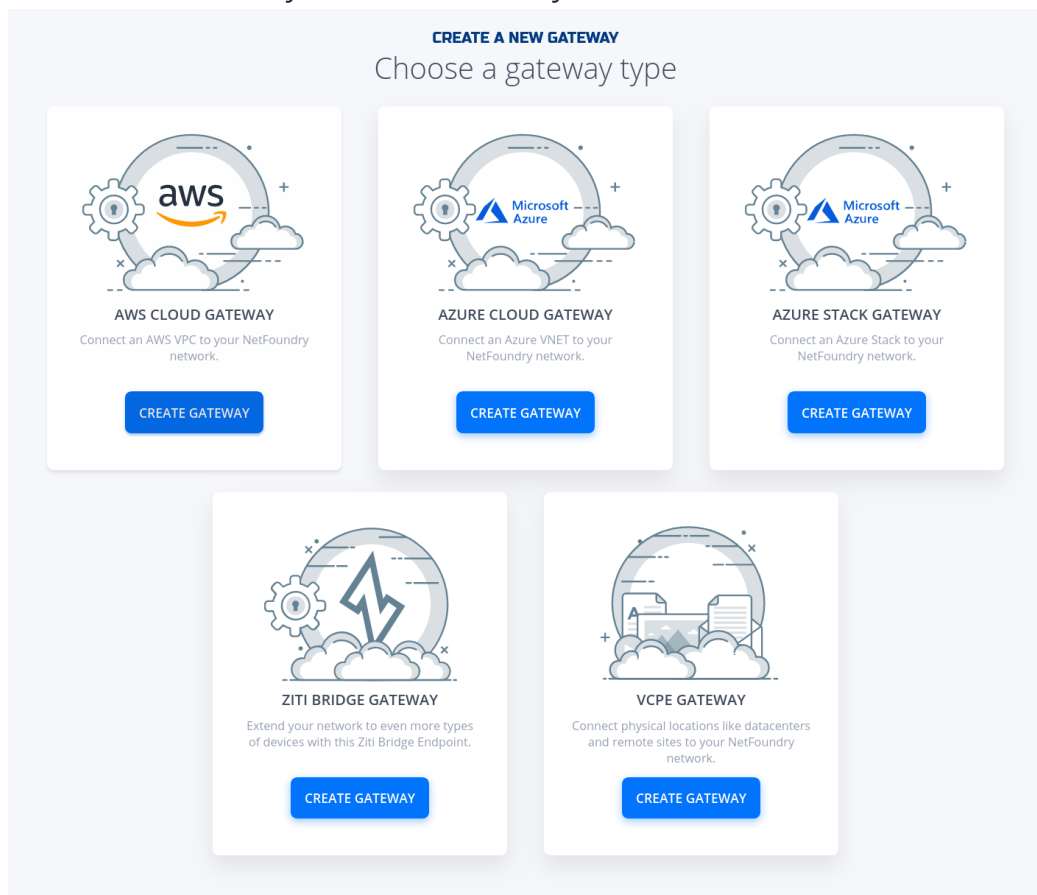 CREATE A NEW GATEWAY
Choose a gateway type
aws
Microsoft
Azure
Microsoft
Azure
AWS CLOUD GATEWAY
Connect an AWS VPC to your NetFoundry
network.
CREATE GATEWAY
AZURE CLOUD GATEWAY
Connect an Azure VNET to your
NetFoundry network.
CREATE GATEWAY
AZURE STACK GATEWAY
Connect an Azure Stack to your
NetFoundry network.
CREATE GATEWAY
A
ZITI BRIDGE GATEWAY
Extend your network to even more types
of devices with this Ziti Bridge Endpoint.
CREATE GATEWAY
VCPE GATEWAY
Connect physical locations like datacenters
and remote sites to your NetFoundry
network.
CREATE GATEWAY